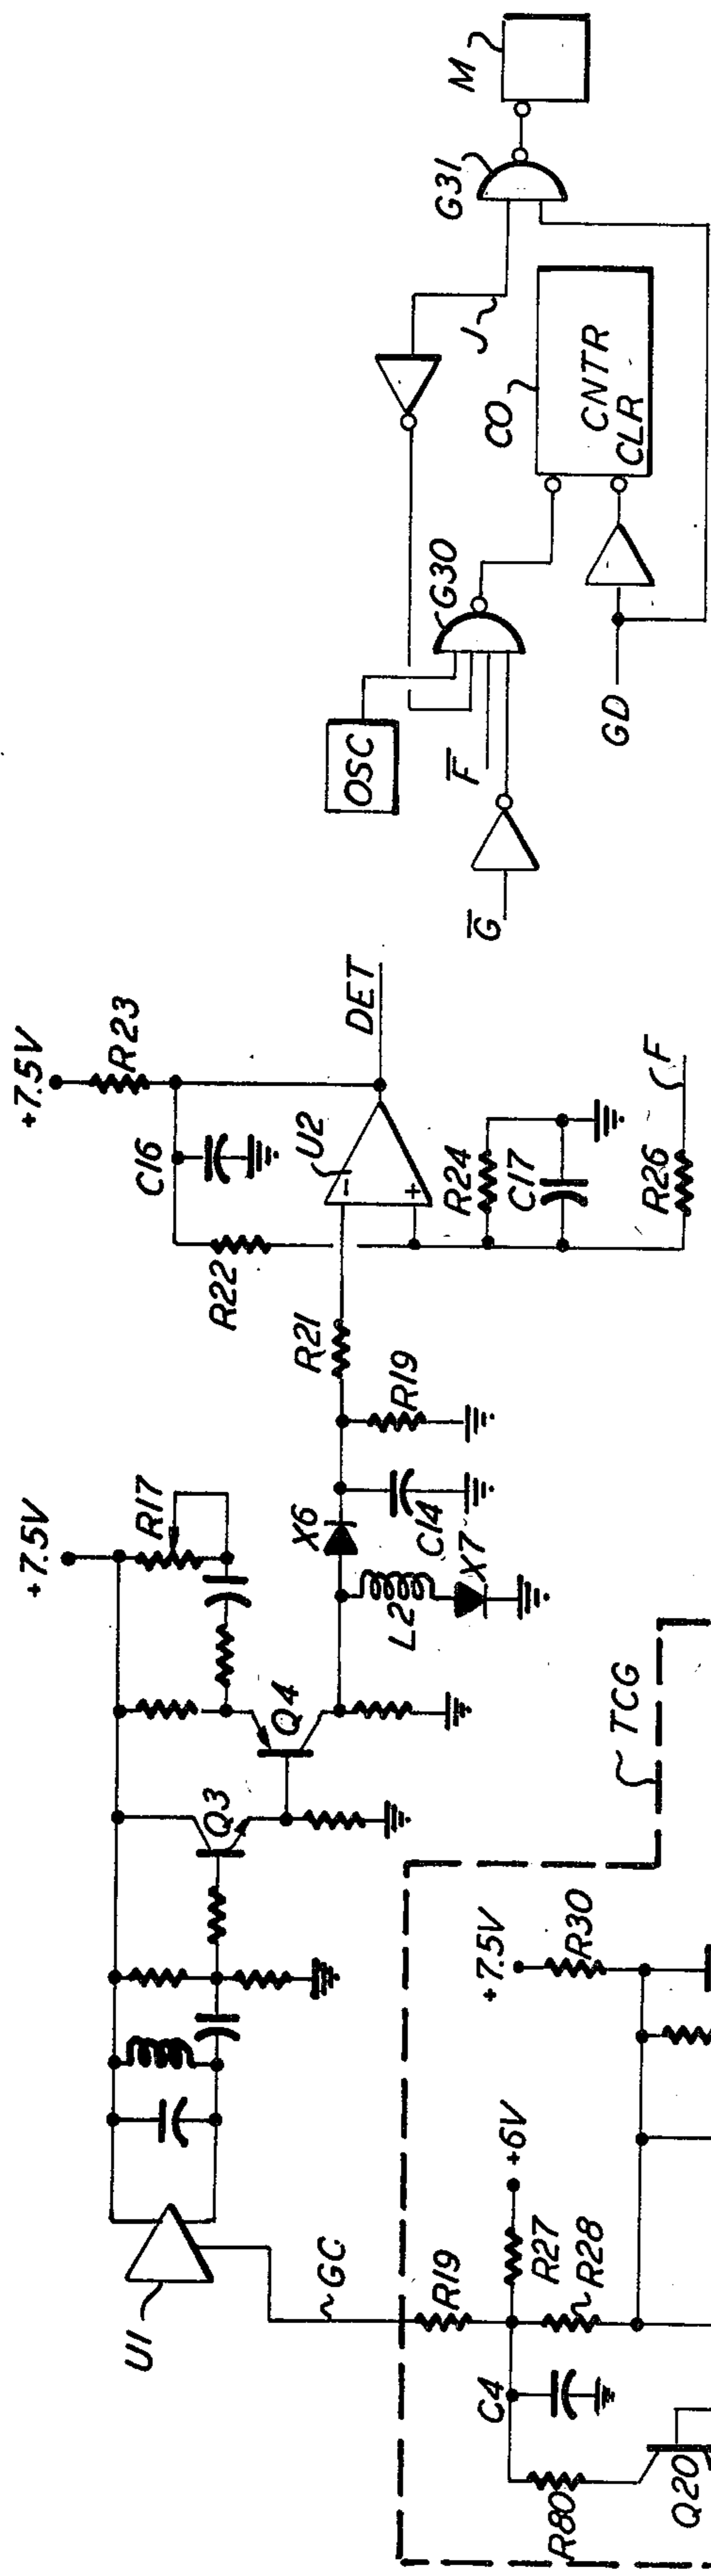 +7.5V
+7.5V
R17
R23
C16
U1
Q3
Q4
X6
R21
R22
U2
-
+
DET
L2
C14
R19
X7
R24
C17
R26
F
GC
OSC
G30
J
G31
M
F̅
G̅
CO
CNTR
CLR
GD
TCG
C4
R19
+6V
+7.5V
R27
R28
R30
R80
Q20